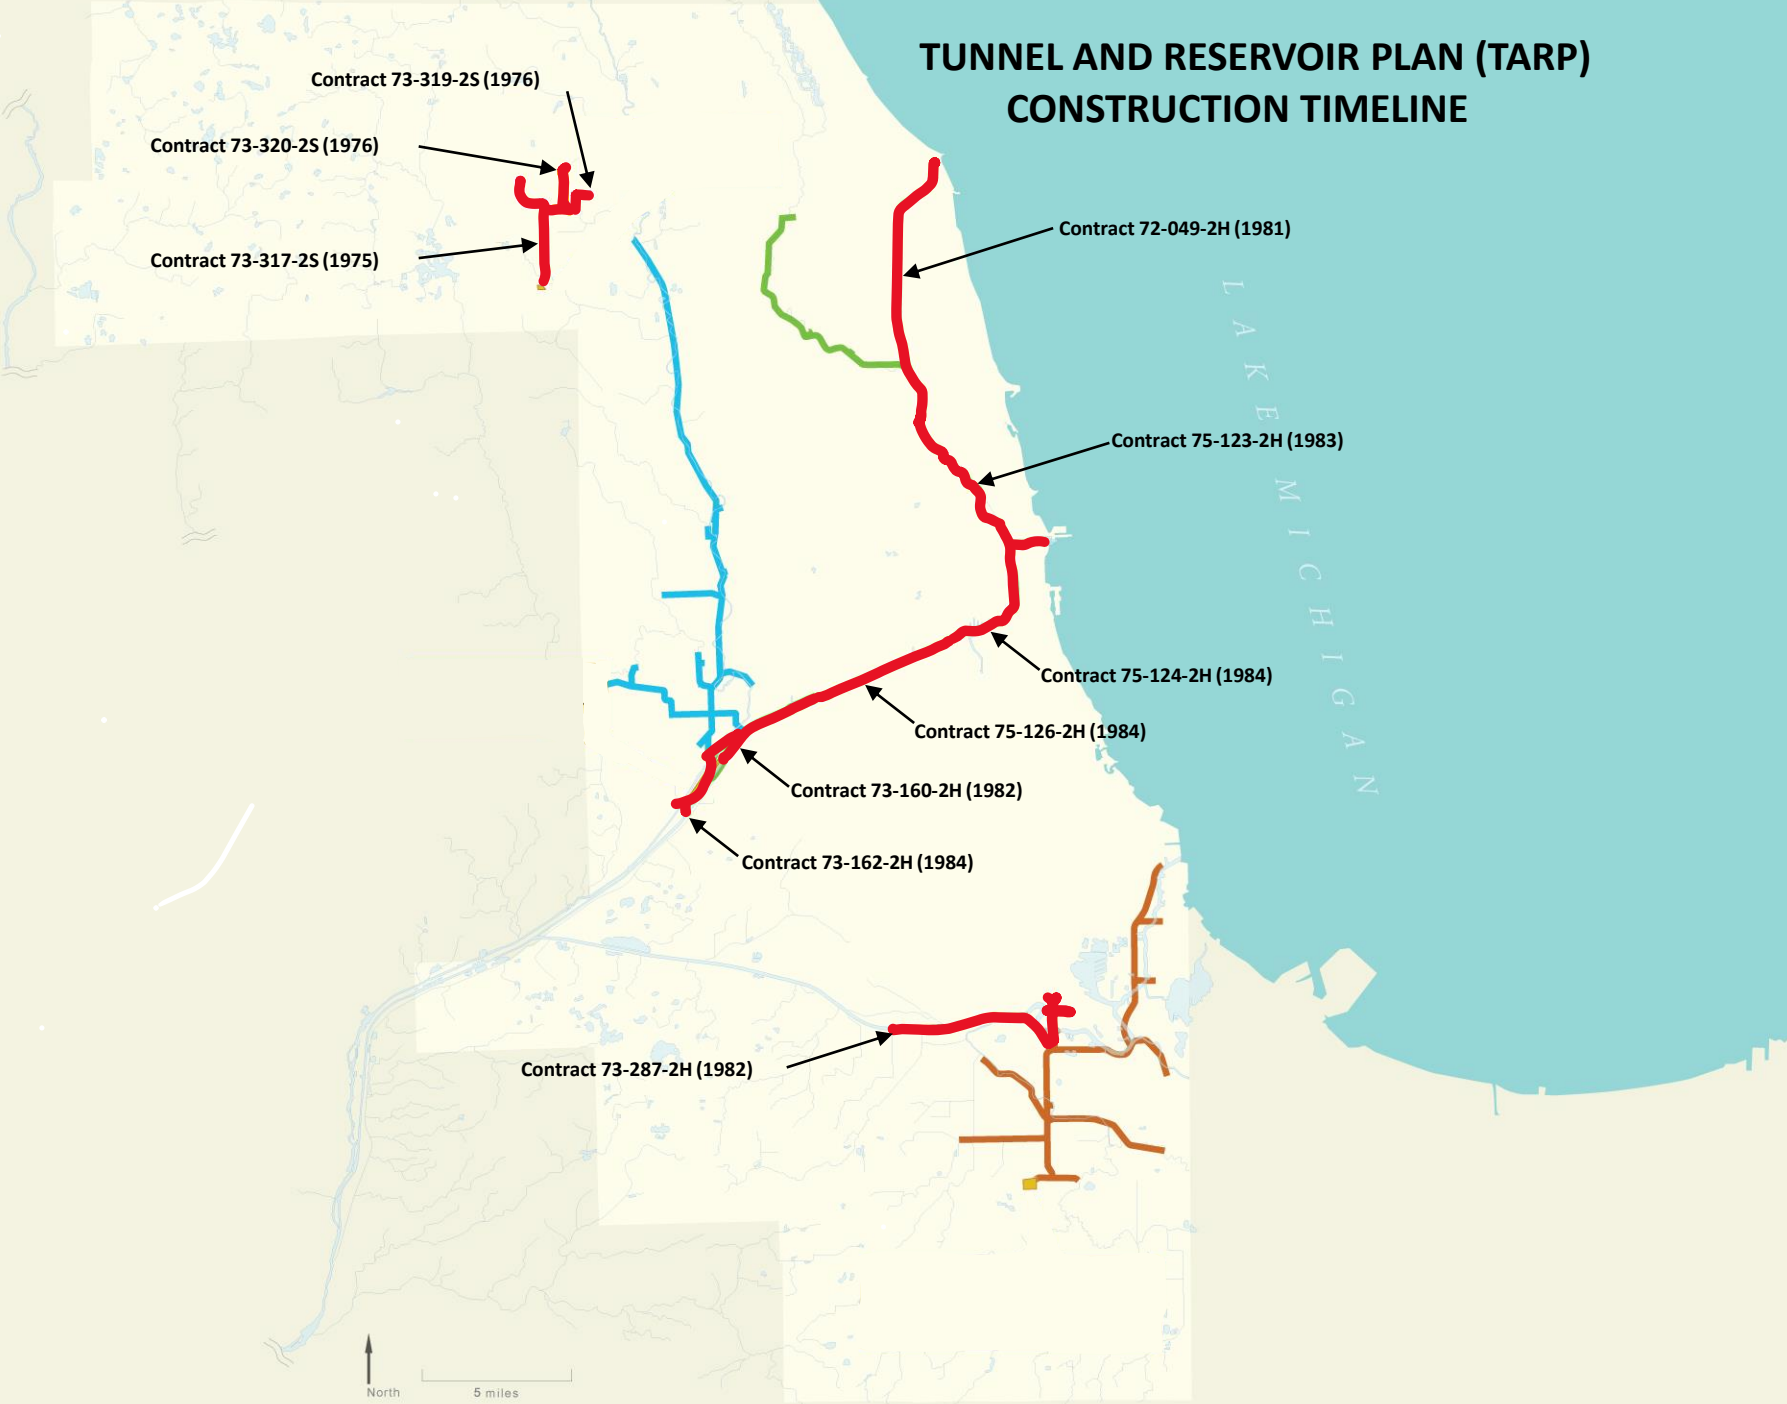 TUNNEL AND RESERVOIR PLAN (TARP)
CONSTRUCTION TIMELINE
Contract 73-319-2S (1976)
Contract 73-320-2S (1976)
Contract 72-049-2H (1981)
Contract 73-317-2S (1975)
LAKE MICHIGAN
Contract 75-123-2H (1983)
Contract 75-124-2H (1984)
Contract 75-126-2H (1984)
Contract 73-160-2H (1982)
Contract 73-162-2H (1984)
Contract 73-287-2H (1982)
North
5 miles